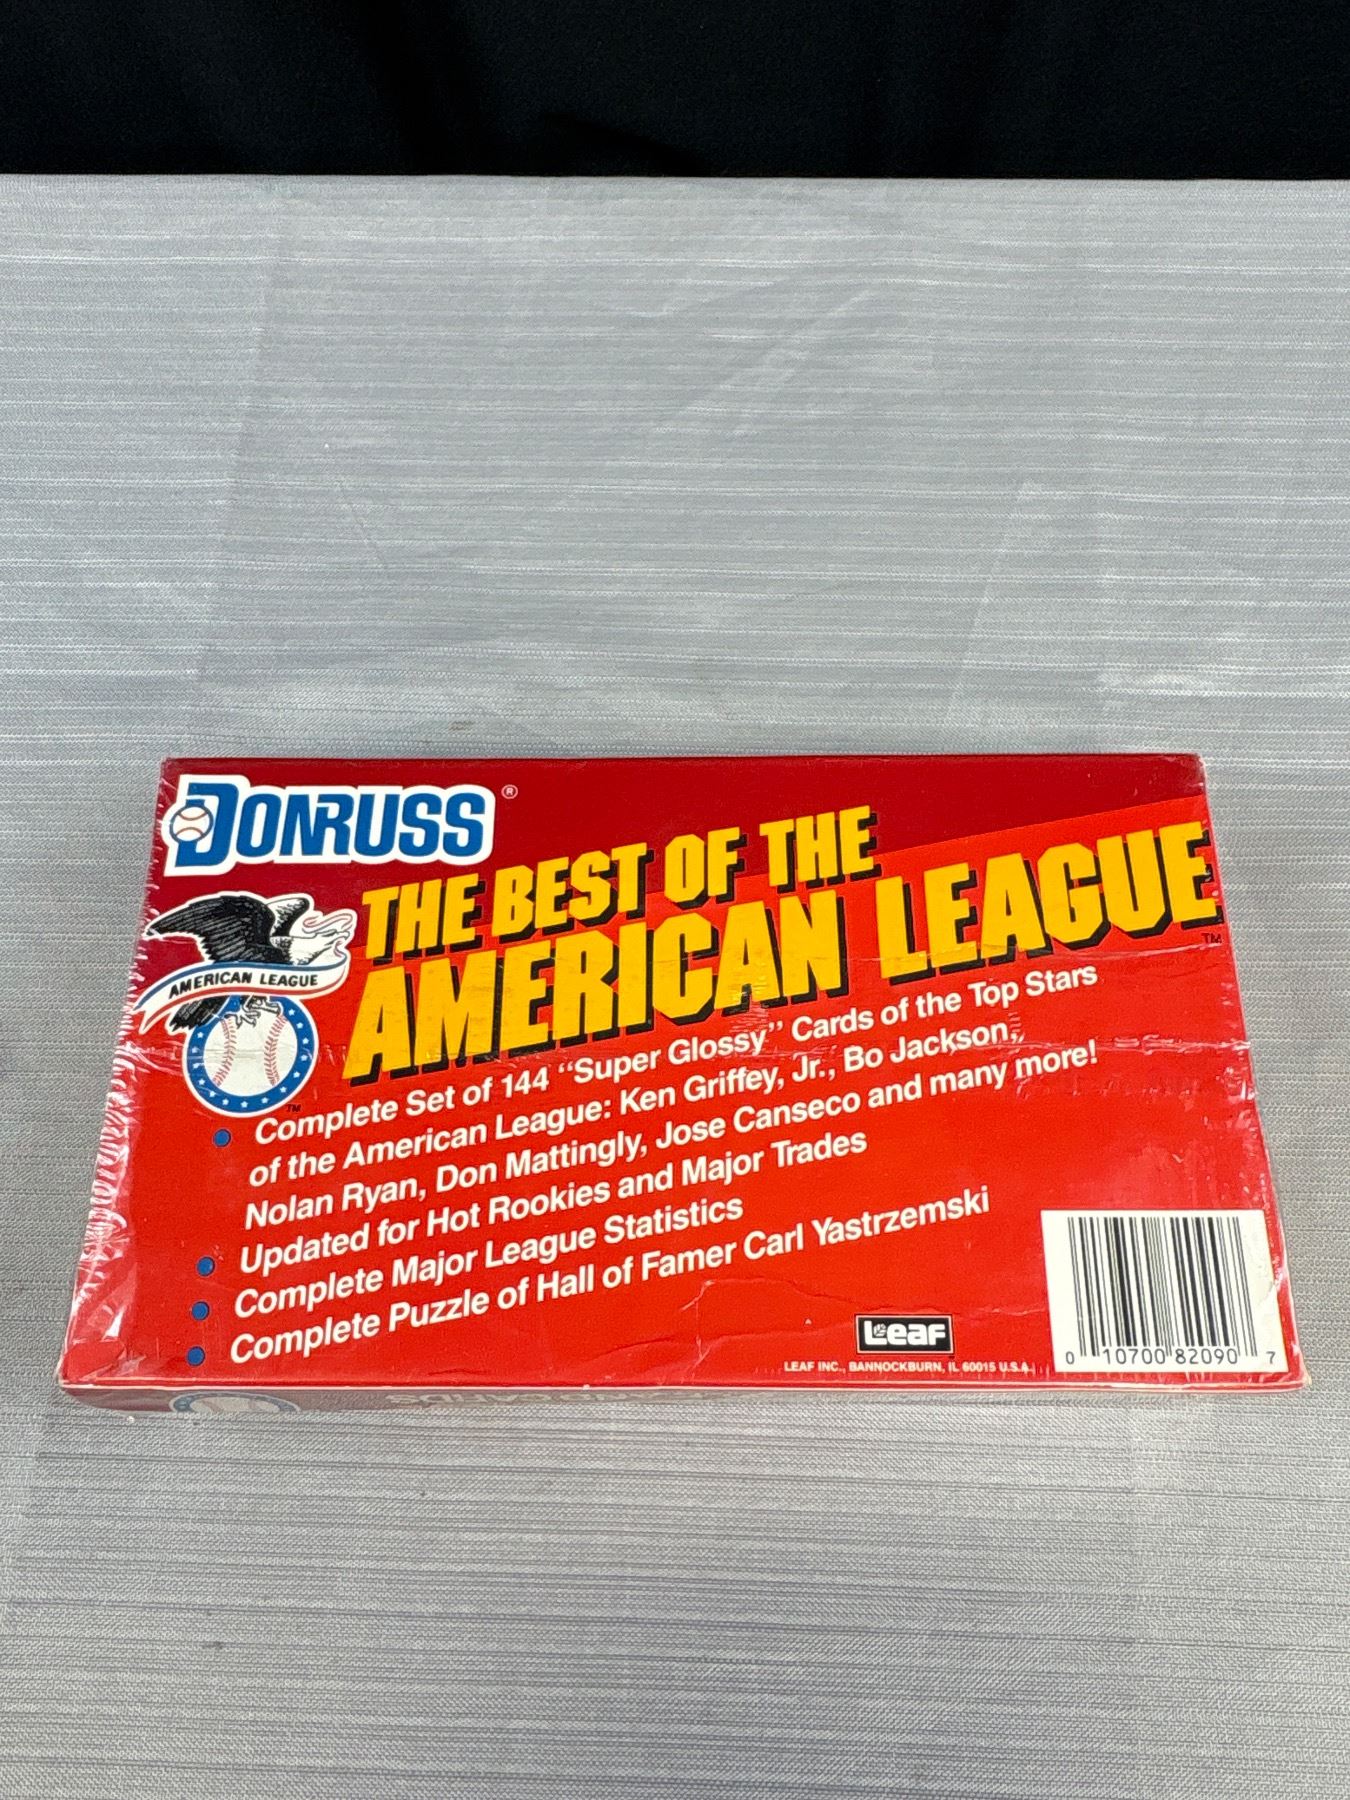 DONRUSS®
THE BEST OF THE
AMERICAN LEAGUE™
AMERICAN LEAGUE
TM
Complete Set of 144 "Super Glossy" Cards of the Top Stars
of the American League: Ken Griffey, Jr., Bo Jackson,
Nolan Ryan, Don Mattingly, Jose Canseco and many more!
Updated for Hot Rookies and Major Trades
Complete Major League Statistics
Complete Puzzle of Hall of Famer Carl Yastrzemski
Leaf
LEAF INC., BANNOCKBURN, IL 60015 U.S.A.
0 10700 82090 7